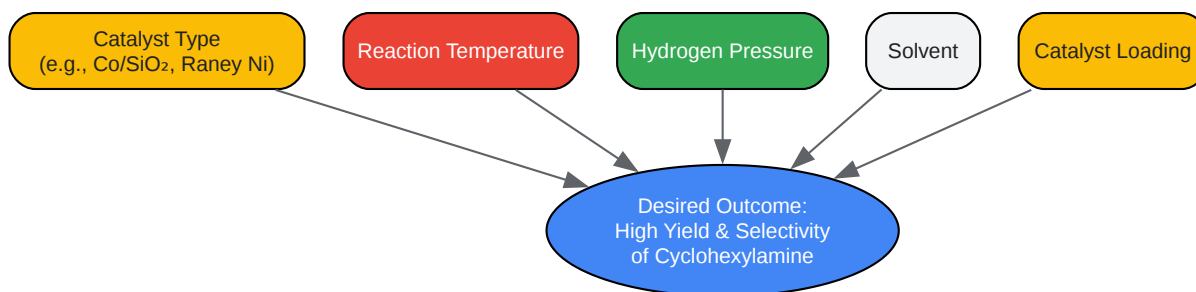 Catalyst Type
(e.g., Co/SiO₂, Raney Ni)
Reaction Temperature
Hydrogen Pressure
Solvent
Catalyst Loading
Desired Outcome:
High Yield & Selectivity
of Cyclohexylamine